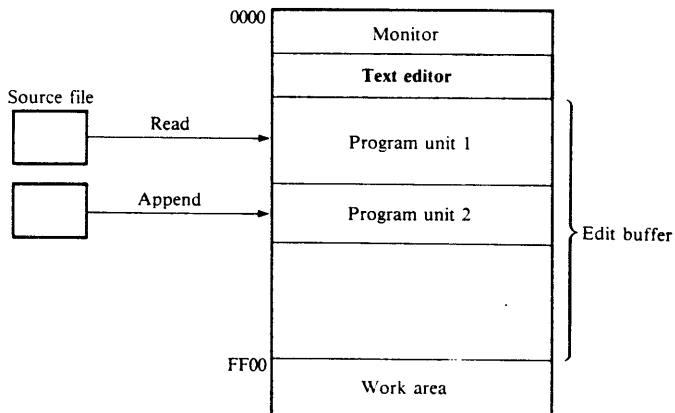 0000
Monitor
Text editor
Source file
Read
Program unit 1
Append
Program unit 2
Edit buffer
FF00
Work area